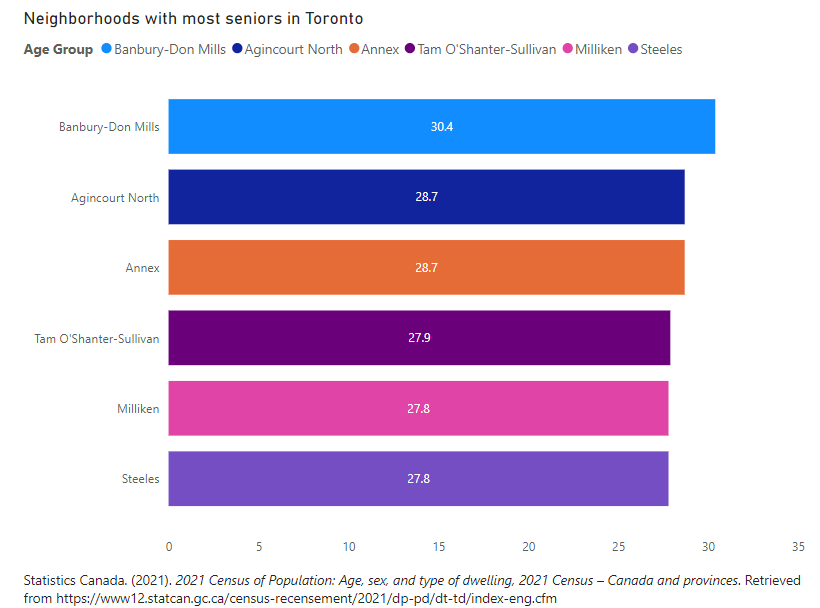 Neighborhoods with most seniors in Toronto
Age Group Banbury-Don Mills Agincourt North Annex Tam O'Shanter-Sullivan Milliken Steeles
Banbury-Don Mills 30.4
Agincourt North 28.7
Annex 28.7
Tam O'Shanter-Sullivan 27.9
Milliken 27.8
Steeles 27.8
0 5 10 15 20 25 30 35
Statistics Canada. (2021). 2021 Census of Population: Age, sex, and type of dwelling, 2021 Census – Canada and provinces. Retrieved
from https://www12.statcan.gc.ca/census-recensement/2021/dp-pd/dt-td/index-eng.cfm